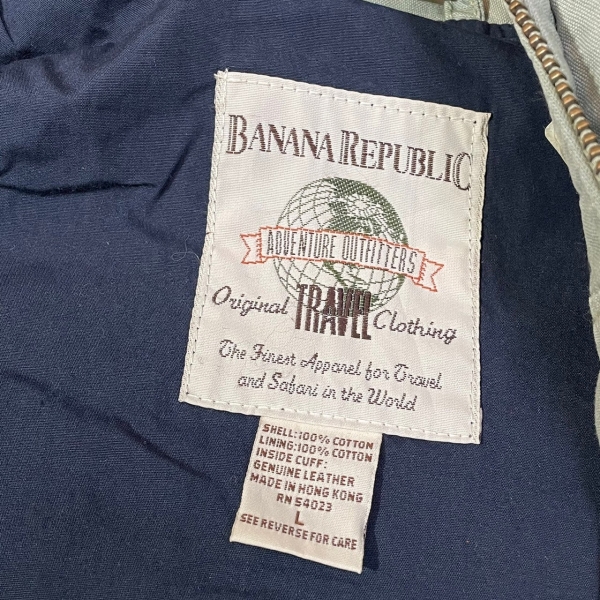 BANANA REPUBLIC
ADVENTURE OUTFITTERS
Original TRAVEL Clothing
The Finest Apparel for Travel
and Safari in the World
SHELL:100% COTTON
LINING:100% COTTON
INSIDE CUFF:
GENUINE LEATHER
MADE IN HONG KONG
RN 54023
L
SEE REVERSE FOR CARE